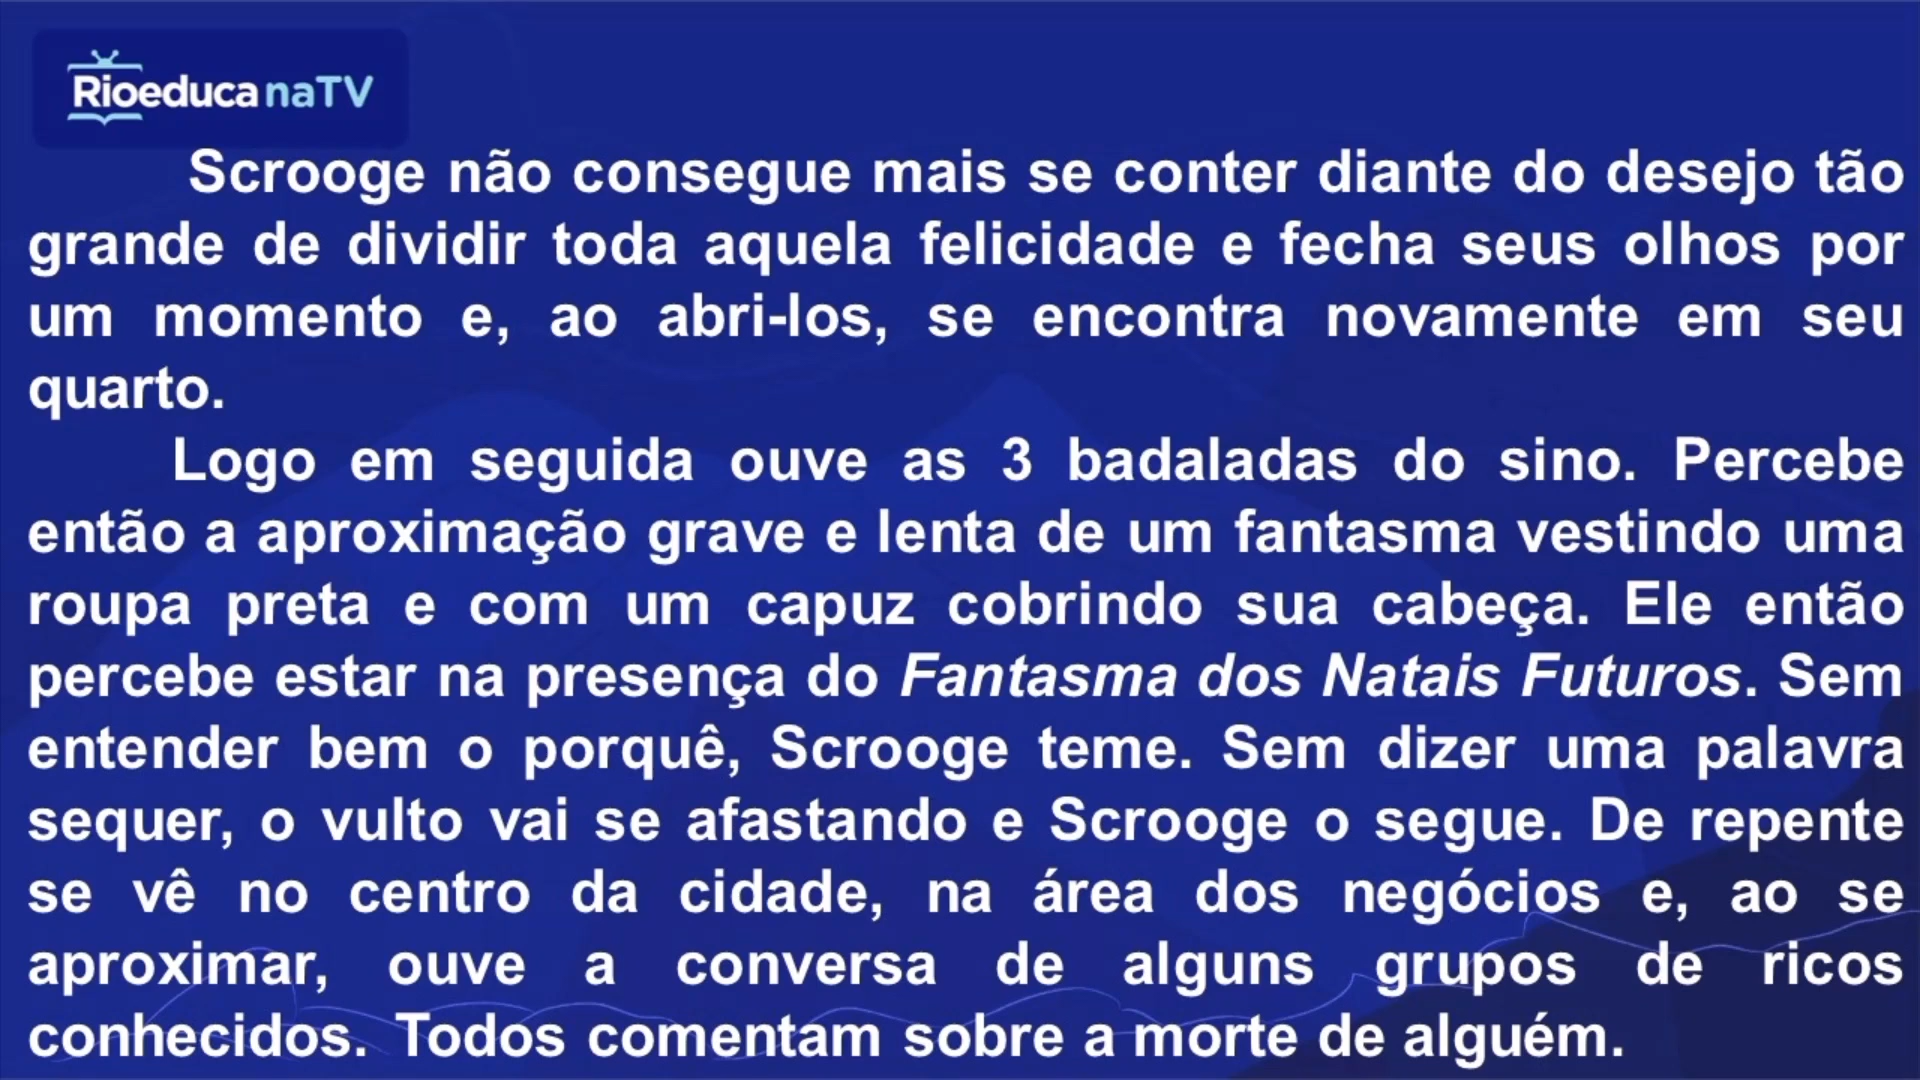 Rioeduca naTV
Scrooge não consegue mais se conter diante do desejo tão
grande de dividir toda aquela felicidade e fecha seus olhos por
um momento e, ao abri-los, se encontra novamente em seu
quarto.
Logo em seguida ouve as 3 badaladas do sino. Percebe
então a aproximação grave e lenta de um fantasma vestindo uma
roupa preta e com um capuz cobrindo sua cabeça. Ele então
percebe estar na presença do Fantasma dos Natais Futuros. Sem
entender bem o porquê, Scrooge teme. Sem dizer uma palavra
sequer, o vulto vai se afastando e Scrooge o segue. De repente
se vê no centro da cidade, na área dos negócios e, ao se
aproximar, ouve a conversa de alguns grupos de ricos
conhecidos. Todos comentam sobre a morte de alguém.